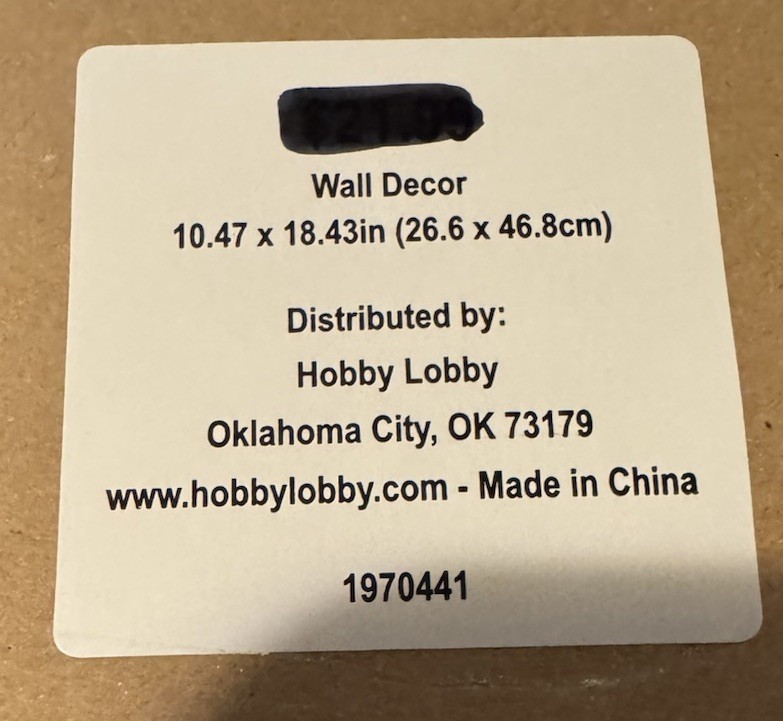 Wall Decor
10.47 x 18.43in (26.6 x 46.8cm)
Distributed by:
Hobby Lobby
Oklahoma City, OK 73179
www.hobbylobby.com - Made in China
1970441